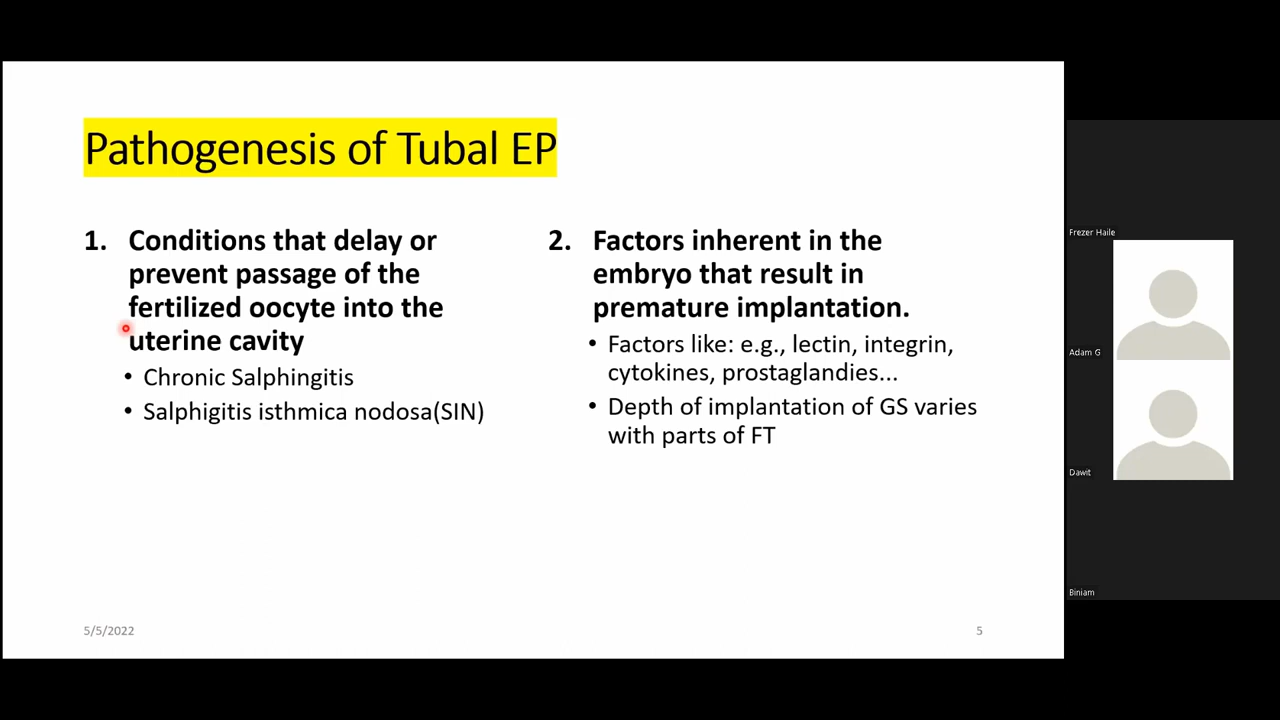 Pathogenesis of Tubal EP
1. Conditions that delay or
prevent passage of the
fertilized oocyte into the
uterine cavity
• Chronic Salphingitis
• Salphigitis isthmica nodosa(SIN)
2. Factors inherent in the
embryo that result in
premature implantation.
• Factors like: e.g., lectin, integrin,
cytokines, prostaglandies...
• Depth of implantation of GS varies
with parts of FT
5/5/2022
5
Frezer Haile
Adam G
Dawit
Biniam